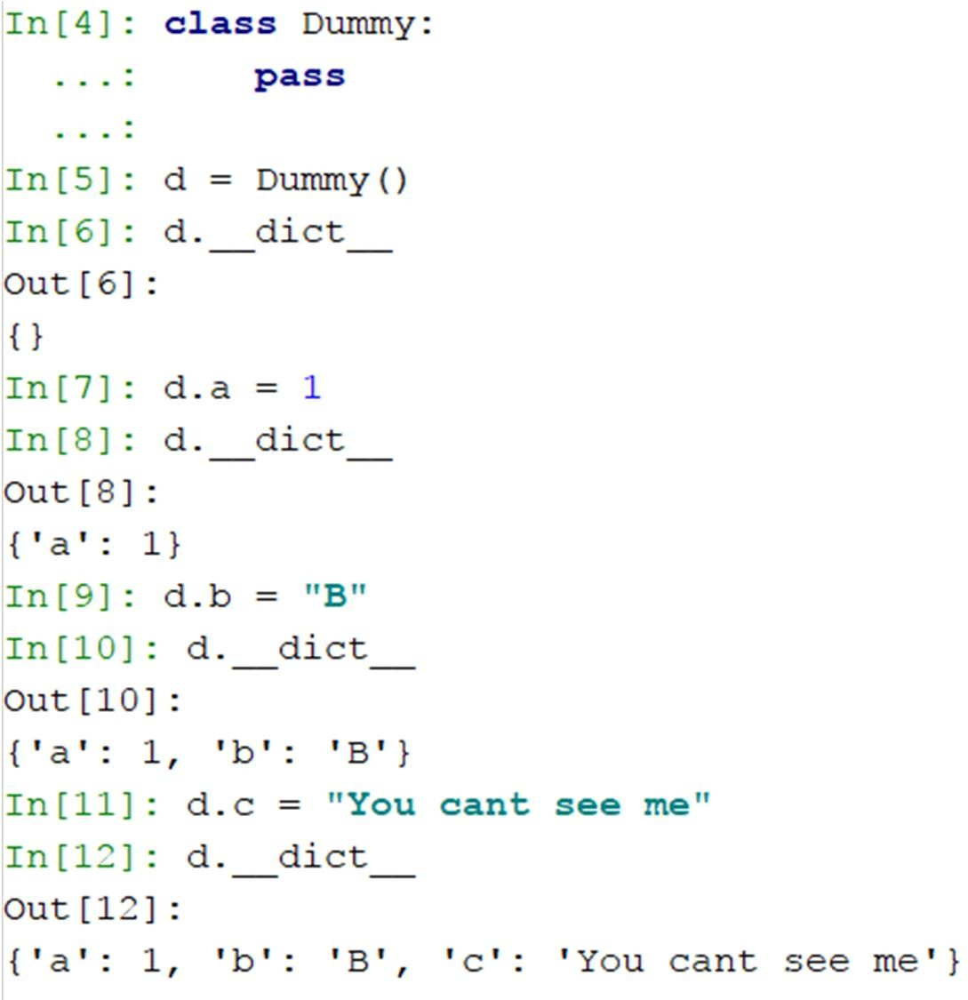 In[4]: class Dummy:
  ...:     pass
  ...:
In[5]: d = Dummy()
In[6]: d.__dict__
Out[6]:
{}
In[7]: d.a = 1
In[8]: d.__dict__
Out[8]:
{'a': 1}
In[9]: d.b = "B"
In[10]: d.__dict__
Out[10]:
{'a': 1, 'b': 'B'}
In[11]: d.c = "You cant see me"
In[12]: d.__dict__
Out[12]:
{'a': 1, 'b': 'B', 'c': 'You cant see me'}